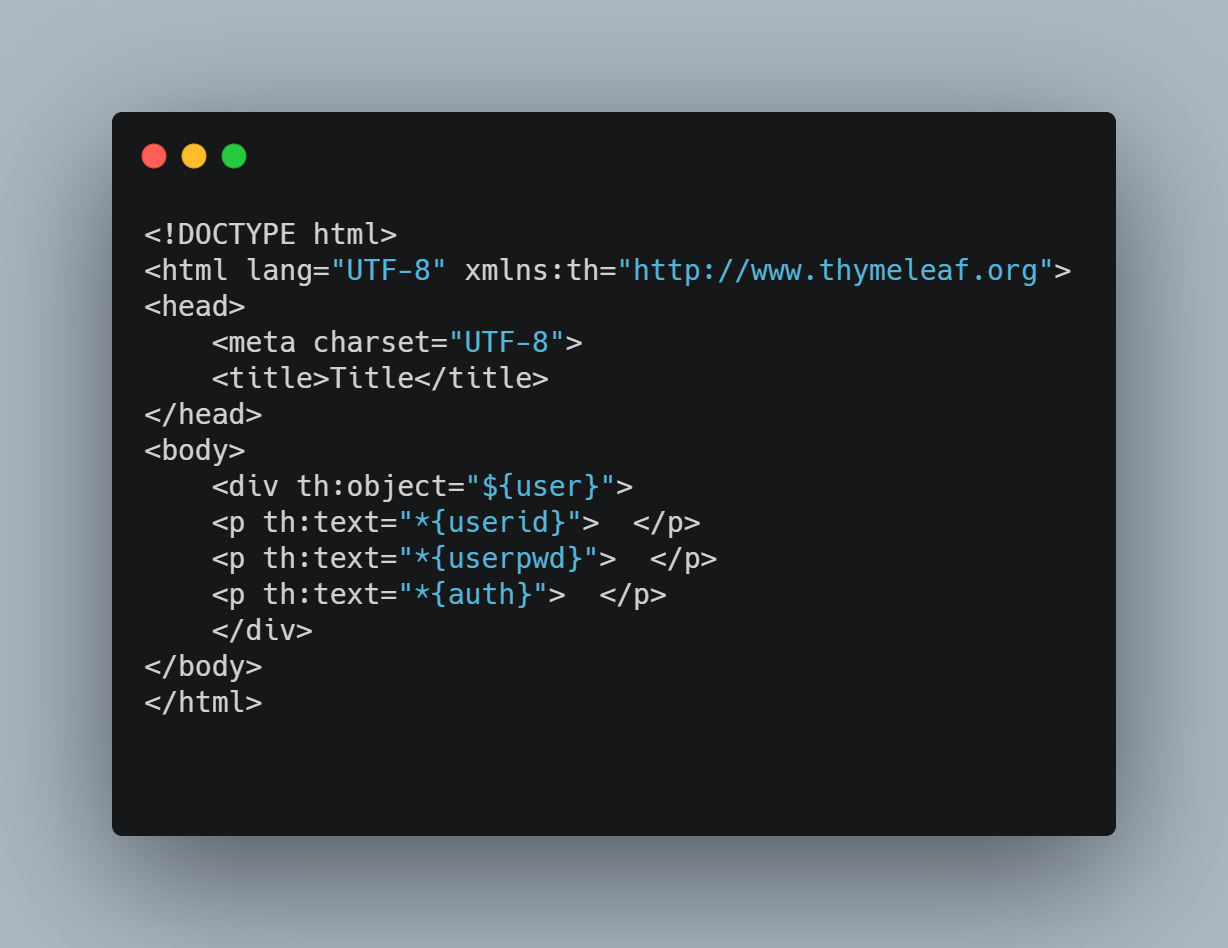 <!DOCTYPE html>
<html lang="UTF-8" xmlns:th="http://www.thymeleaf.org">
<head>
    <meta charset="UTF-8">
    <title>Title</title>
</head>
<body>
    <div th:object="${user}">
    <p th:text="*{userid}">  </p>
    <p th:text="*{userpwd}">  </p>
    <p th:text="*{auth}">  </p>
    </div>
</body>
</html>